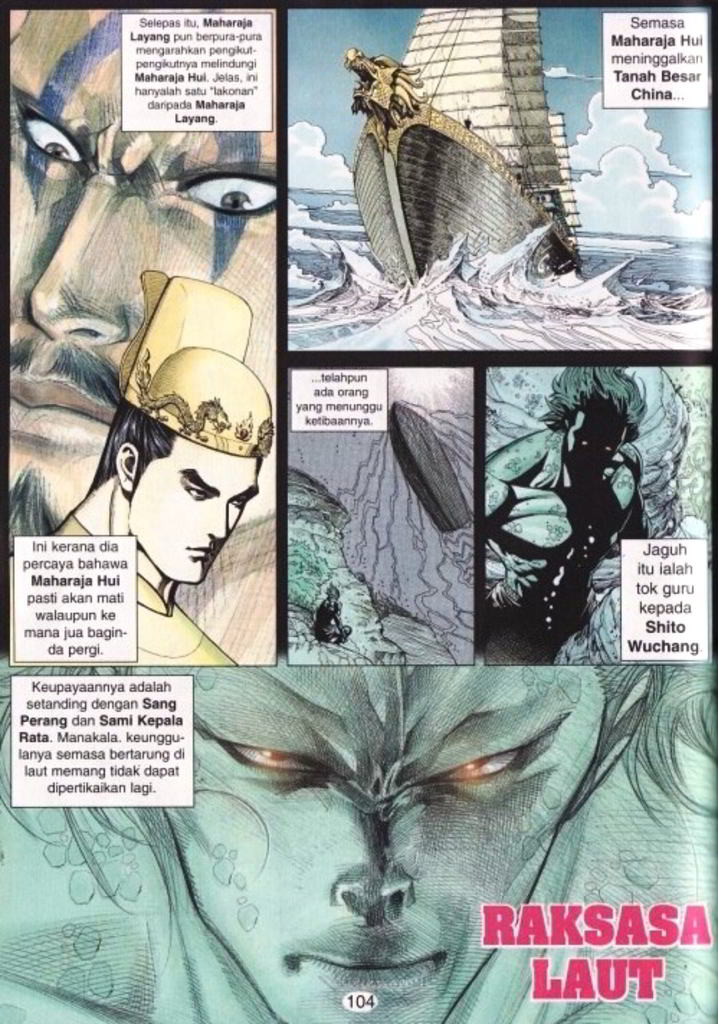 Selepas itu, Maharaja
Layang pun berpura-pura
mengarahkan pengikut-
pengikutnya melindungi
Maharaja Hui. Jelas, ini
hanyalah satu "lakonan"
daripada Maharaja
Layang.
Semasa
Maharaja Hui
meninggalkan
Tanah Besar
China...
Ini kerana dia
percaya bahawa
Maharaja Hui
pasti akan mati
walaupun ke
mana jua bagin-
da pergi.
...telahpun
ada orang
yang menunggu
ketibaannya.
Jaguh
itu ialah
tok guru
kepada
Shito
Wuchang.
Keupayaannya adalah
setanding dengan Sang
Perang dan Sami Kepala
Rata. Manakala. keunggu-
lanya semasa bertarung di
laut memang tidak dapat
dipertikaikan lagi.
RAKSASA
LAUT
104